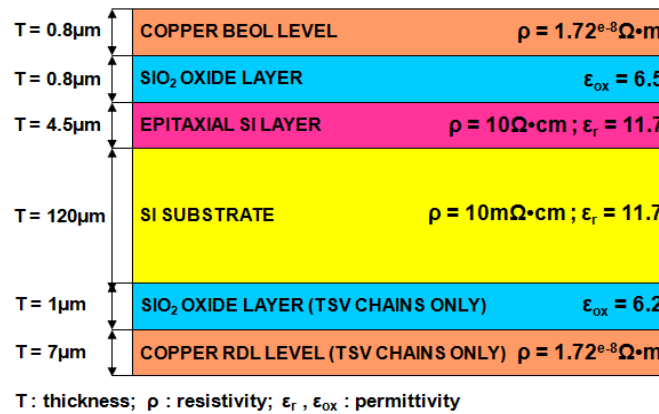 T = 0.8µm COPPER BEOL LEVEL ρ = 1.72e-8Ω•m
T = 0.8µm SIO2 OXIDE LAYER εox = 6.5
T = 4.5µm EPITAXIAL SI LAYER ρ = 10Ω•cm ; εr = 11.7
T = 120µm SI SUBSTRATE ρ = 10mΩ•cm ; εr = 11.7
T = 1µm SIO2 OXIDE LAYER (TSV CHAINS ONLY) εox = 6.2
T = 7µm COPPER RDL LEVEL (TSV CHAINS ONLY) ρ = 1.72e-8Ω•m
T : thickness; ρ : resistivity; εr , εox : permittivity